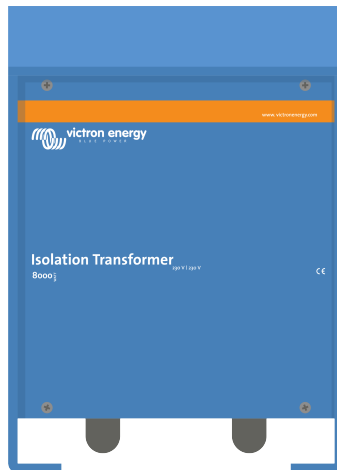 www.victronenergy.com
victron energy
BLUE POWER
Isolation Transformer
230 V | 230 V
8000
CE